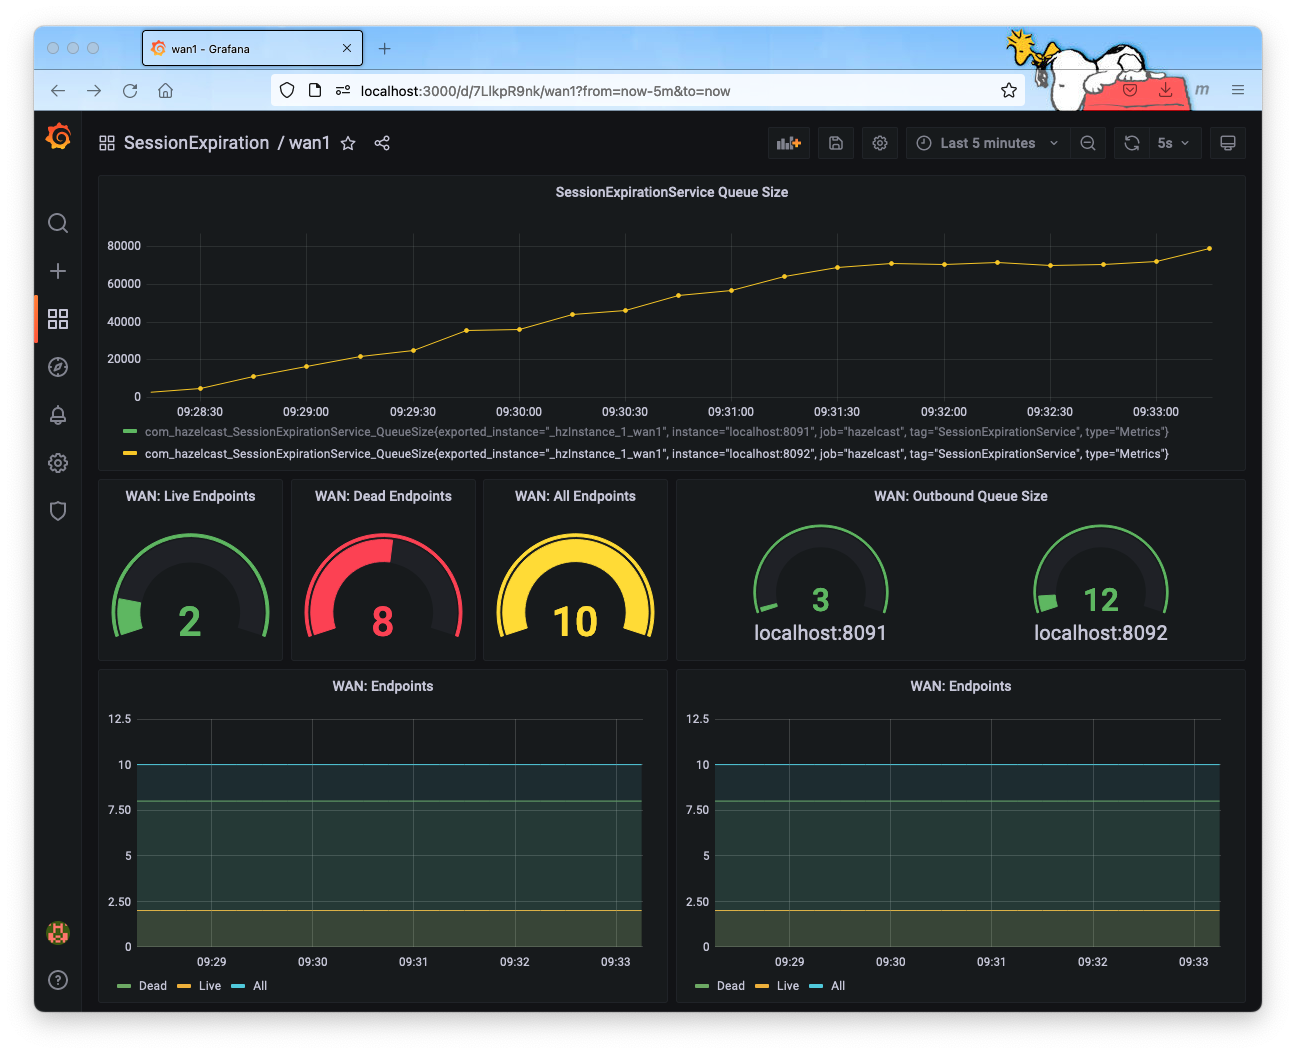 wan1 - Grafana
localhost:3000/d/7LlkpR9nk/wan1?from=now-5m&to=now
m
SessionExpiration / wan1
Last 5 minutes
5s
SessionExpirationService Queue Size
80000
60000
40000
20000
0
09:28:30 09:29:00 09:29:30 09:30:00 09:30:30 09:31:00 09:31:30 09:32:00 09:32:30 09:33:00
com_hazelcast_SessionExpirationService_QueueSize{exported_instance="_hzInstance_1_wan1", instance="localhost:8091", job="hazelcast", tag="SessionExpirationService", type="Metrics"}
com_hazelcast_SessionExpirationService_QueueSize{exported_instance="_hzInstance_1_wan1", instance="localhost:8092", job="hazelcast", tag="SessionExpirationService", type="Metrics"}
WAN: Live Endpoints
2
WAN: Dead Endpoints
8
WAN: All Endpoints
10
WAN: Outbound Queue Size
3
localhost:8091
12
localhost:8092
WAN: Endpoints
12.5
10
7.50
5
2.50
0
09:29 09:30 09:31 09:32 09:33
Dead Live All
WAN: Endpoints
12.5
10
7.50
5
2.50
0
09:29 09:30 09:31 09:32 09:33
Dead Live All